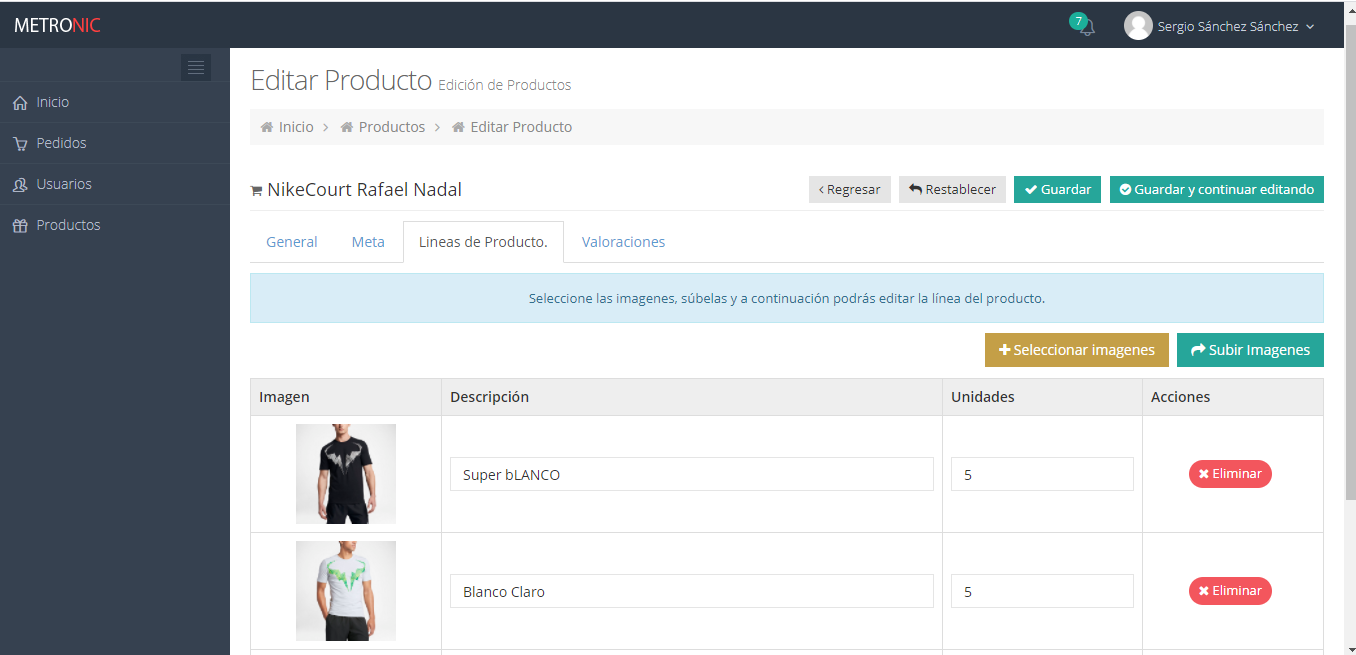 METRONIC
7
Sergio Sánchez Sánchez
Inicio
Pedidos
Usuarios
Productos
Editar Producto Edición de Productos
Inicio > Productos > Editar Producto
NikeCourt Rafael Nadal
‹ Regresar
Restablecer
Guardar
Guardar y continuar editando
General
Meta
Lineas de Producto.
Valoraciones
Seleccione las imagenes, súbelas y a continuación podrás editar la línea del producto.
Seleccionar imagenes
Subir Imagenes
Imagen Descripción Unidades Acciones
Super bLANCO 5 Eliminar
Blanco Claro 5 Eliminar